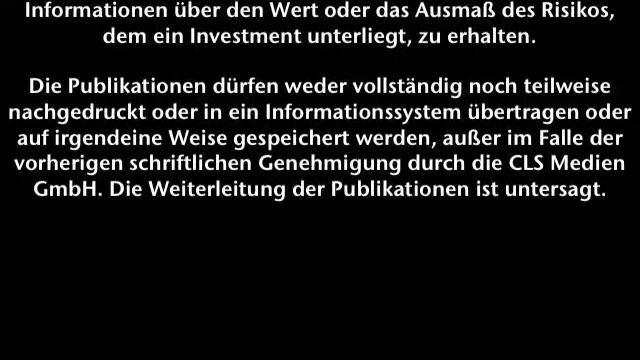 Informationen über den Wert oder das Ausmaß des Risikos,
dem ein Investment unterliegt, zu erhalten.
Die Publikationen dürfen weder vollständig noch teilweise
nachgedruckt oder in ein Informationssystem übertragen oder
auf irgendeine Weise gespeichert werden, außer im Falle der
vorherigen schriftlichen Genehmigung durch die CLS Medien
GmbH. Die Weiterleitung der Publikationen ist untersagt.